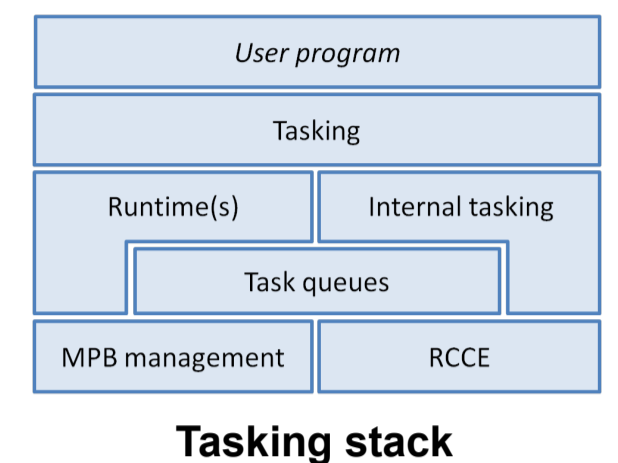 User program
Tasking
Runtime(s)
Internal tasking
Task queues
MPB management
RCCE
Tasking stack